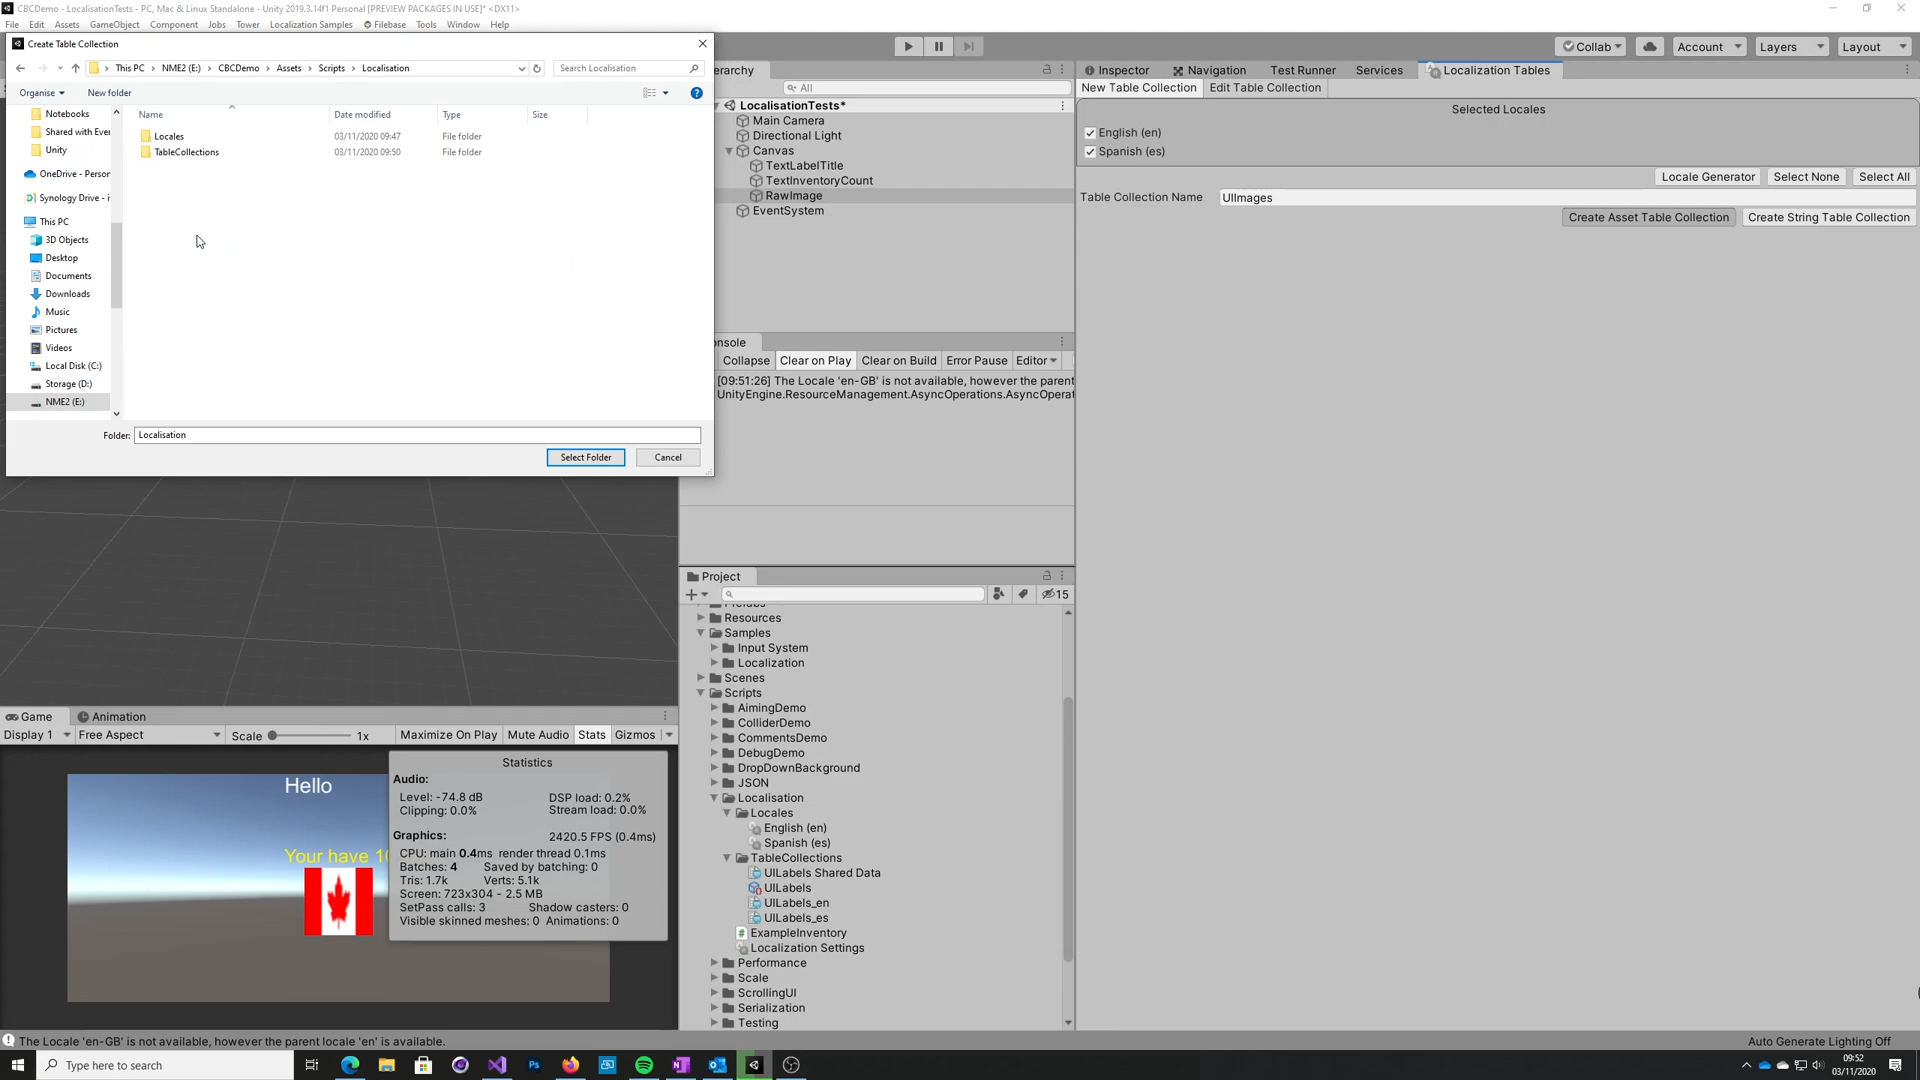 CBCDemo - LocalisationTests - PC, Mac & Linux Standalone - Unity 2019.3.14f1 Personal [PREVIEW PACKAGES IN USE]* <DX11>
File Edit Assets GameObject Component Jobs Tower Localization Samples Filebase Tools Window Help
Create Table Collection
This PC > NME2 (E:) > CBCDemo > Assets > Scripts > Localisation
Search Localisation
Organise New folder
Name Date modified Type Size
Locales 03/11/2020 09:47 File folder
TableCollections 03/11/2020 09:50 File folder
Notebooks
Shared with Ever
Unity
OneDrive - Person
Synology Drive - i
This PC
3D Objects
Desktop
Documents
Downloads
Music
Pictures
Videos
Local Disk (C:)
Storage (D:)
NME2 (E:)
Folder: Localisation
Select Folder Cancel
Collab Account Layers Layout
erarchy
All
LocalisationTests*
Main Camera
Directional Light
Canvas
TextLabelTitle
TextInventoryCount
RawImage
EventSystem
onsole
Collapse Clear on Play Clear on Build Error Pause Editor
[09:51:26] The Locale 'en-GB' is not available, however the parent
UnityEngine.ResourceManagement.AsyncOperations.AsyncOperat
Project
15
Prefabs
Resources
Samples
Input System
Localization
Scenes
Scripts
AimingDemo
ColliderDemo
CommentsDemo
DebugDemo
DropDownBackground
JSON
Localisation
Locales
English (en)
Spanish (es)
TableCollections
UILabels Shared Data
UILabels
UILabels_en
UILabels_es
ExampleInventory
Localization Settings
Performance
Scale
ScrollingUI
Serialization
Testing
Inspector Navigation Test Runner Services Localization Tables
New Table Collection Edit Table Collection
Selected Locales
English (en)
Spanish (es)
Locale Generator Select None Select All
Table Collection Name UIImages
Create Asset Table Collection Create String Table Collection
Game Animation
Display 1 Free Aspect Scale 1x Maximize On Play Mute Audio Stats Gizmos
Hello
Your have 10
Statistics
Audio:
Level: -74.8 dB DSP load: 0.2%
Clipping: 0.0% Stream load: 0.0%
Graphics: 2420.5 FPS (0.4ms)
CPU: main 0.4ms render thread 0.1ms
Batches: 4 Saved by batching: 0
Tris: 1.7k Verts: 5.1k
Screen: 723x304 - 2.5 MB
SetPass calls: 3 Shadow casters: 0
Visible skinned meshes: 0 Animations: 0
The Locale 'en-GB' is not available, however the parent locale 'en' is available.
Auto Generate Lighting Off
Type here to search
09:52
03/11/2020